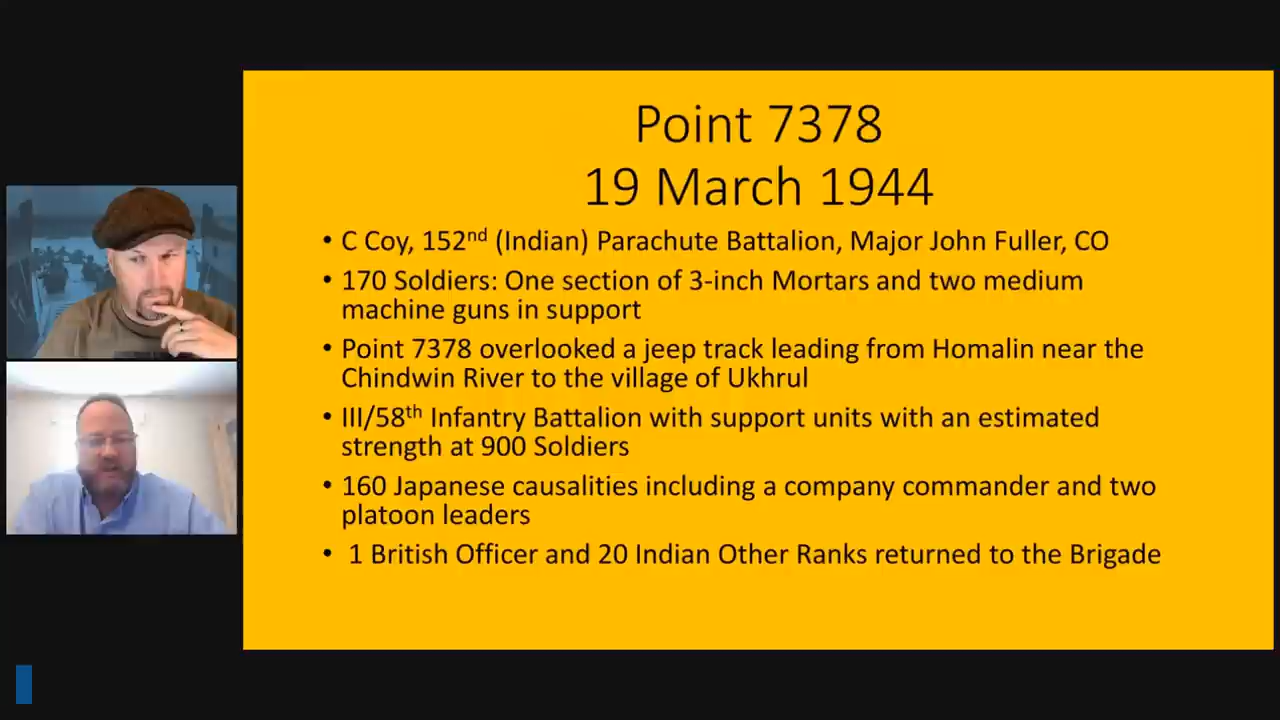 Point 7378
19 March 1944
• C Coy, 152nd (Indian) Parachute Battalion, Major John Fuller, CO
• 170 Soldiers: One section of 3-inch Mortars and two medium
machine guns in support
• Point 7378 overlooked a jeep track leading from Homalin near the
Chindwin River to the village of Ukhrul
• III/58th Infantry Battalion with support units with an estimated
strength at 900 Soldiers
• 160 Japanese causalities including a company commander and two
platoon leaders
• 1 British Officer and 20 Indian Other Ranks returned to the Brigade